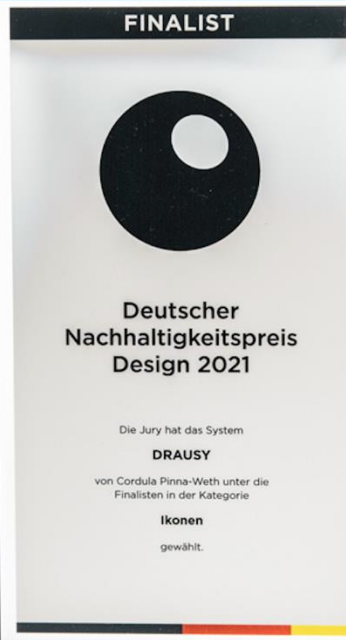 FINALIST
Deutscher
Nachhaltigkeitspreis
Design 2021
Die Jury hat das System
DRAUSY
von Cordula Pinna-Weth unter die
Finalisten in der Kategorie
Ikonen
gewählt.